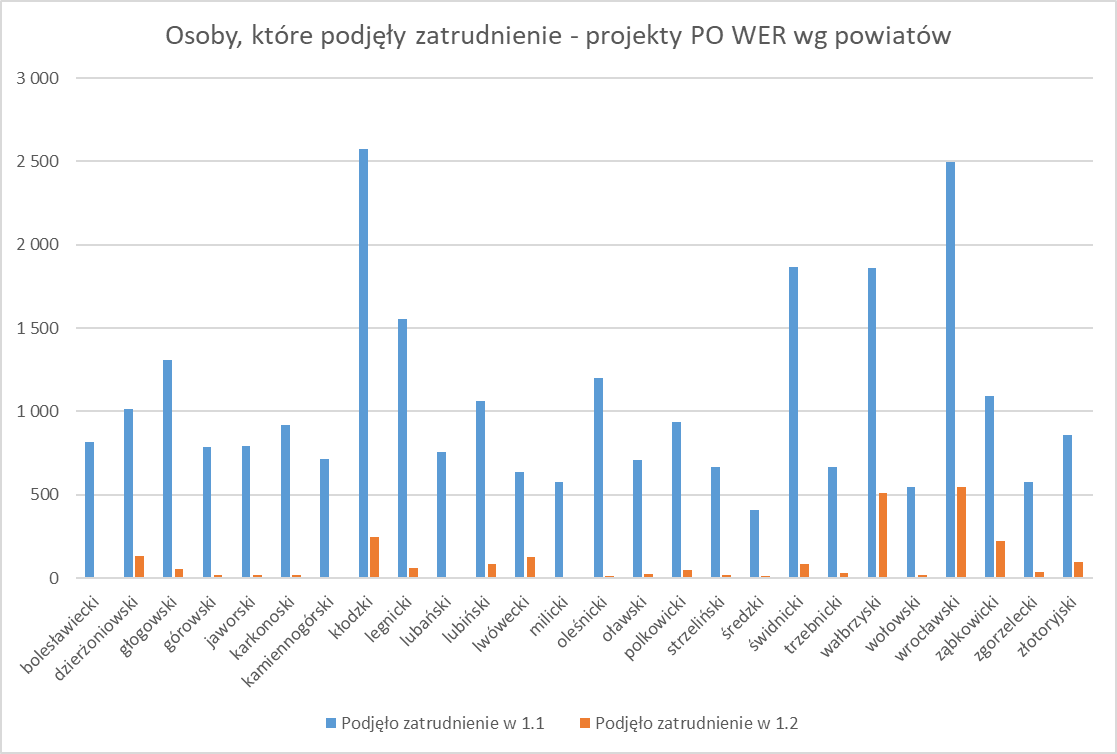 Osoby, które podjęły zatrudnienie - projekty PO WER wg powiatów
3 000
2 500
2 000
1 500
1 000
500
0
bolesławiecki
dzierżoniowski
głogowski
górowski
jaworski
karkonoski
kamiennogórski
kłodzki
legnicki
lubański
lubiński
lwówecki
milicki
oleśnicki
oławski
polkowicki
strzeliński
średzki
świdnicki
trzebnicki
wałbrzyski
wołowski
wrocławski
ząbkowicki
zgorzelecki
złotoryjski
Podjęło zatrudnienie w 1.1
Podjęło zatrudnienie w 1.2